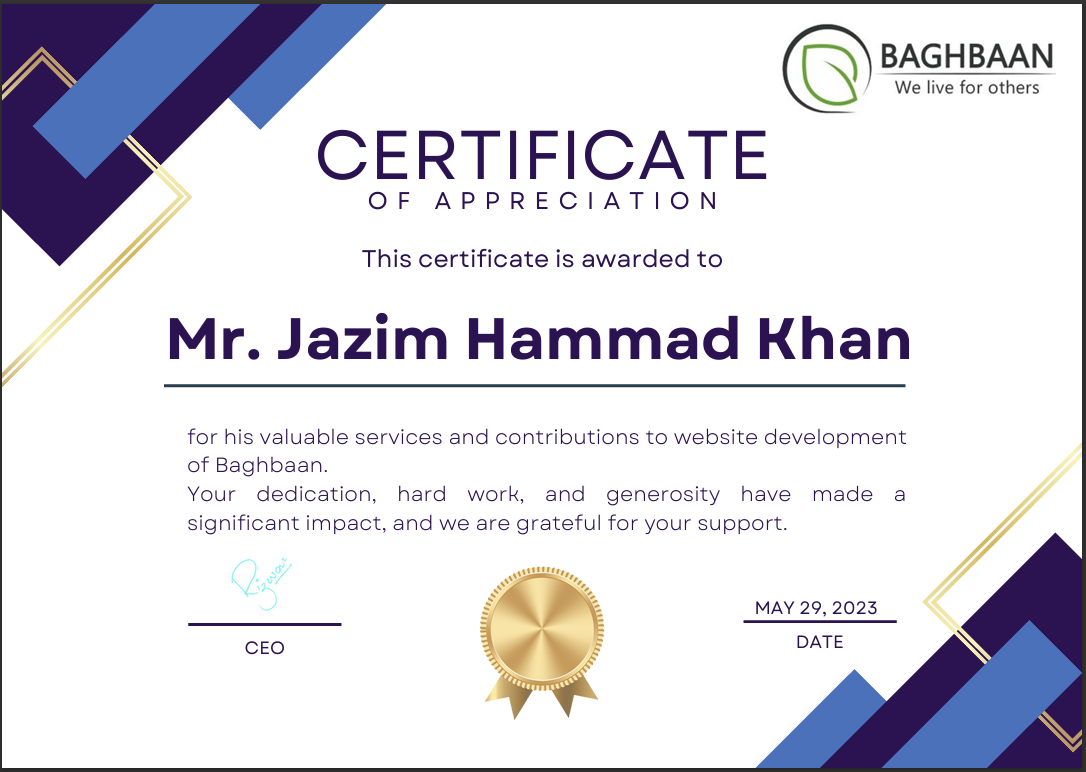 BAGHBAAN
We live for others
CERTIFICATE
OF APPRECIATION
This certificate is awarded to
Mr. Jazim Hammad Khan
for his valuable services and contributions to website development
of Baghbaan.
Your dedication, hard work, and generosity have made a
significant impact, and we are grateful for your support.
Rizwan
MAY 29, 2023
CEO
DATE